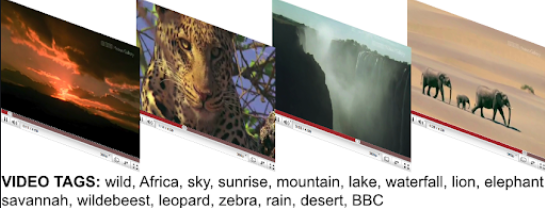 VIDEO TAGS: wild, Africa, sky, sunrise, mountain, lake, waterfall, lion, elephant
savannah, wildebeest, leopard, zebra, rain, desert, BBC